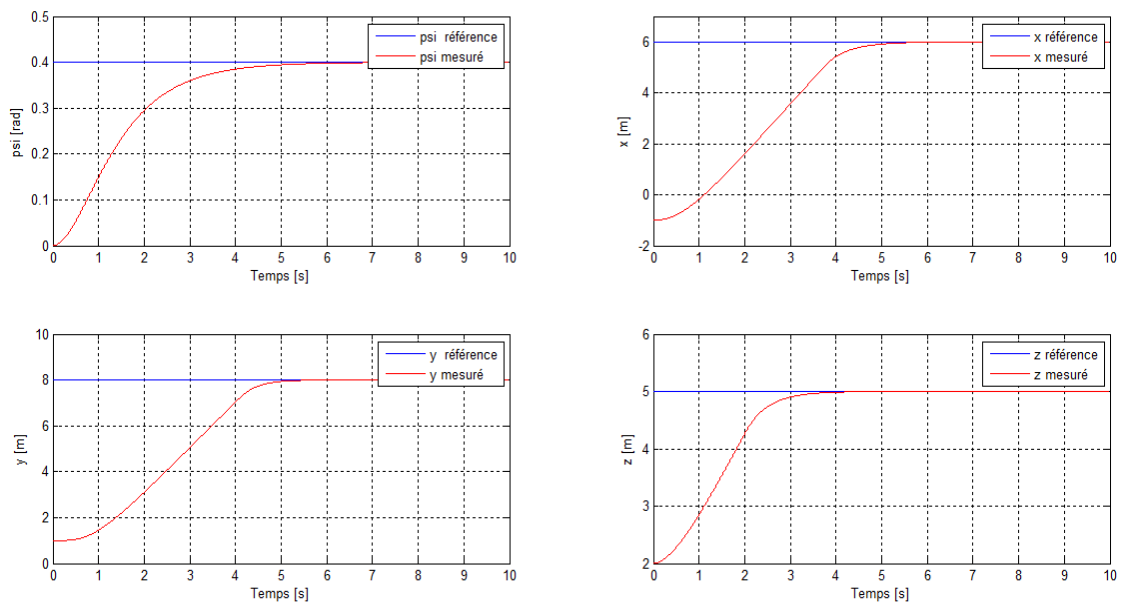 0.5
0.4
0.3
0.2
0.1
0
psi [rad]
psi référence
psi mesuré
0 1 2 3 4 5 6 7 8 9 10
Temps [s]
6
4
2
0
-2
x [m]
x référence
x mesuré
0 1 2 3 4 5 6 7 8 9 10
Temps [s]
10
8
6
4
2
0
y [m]
y référence
y mesuré
0 1 2 3 4 5 6 7 8 9 10
Temps [s]
6
5
4
3
2
z [m]
z référence
z mesuré
0 1 2 3 4 5 6 7 8 9 10
Temps [s]